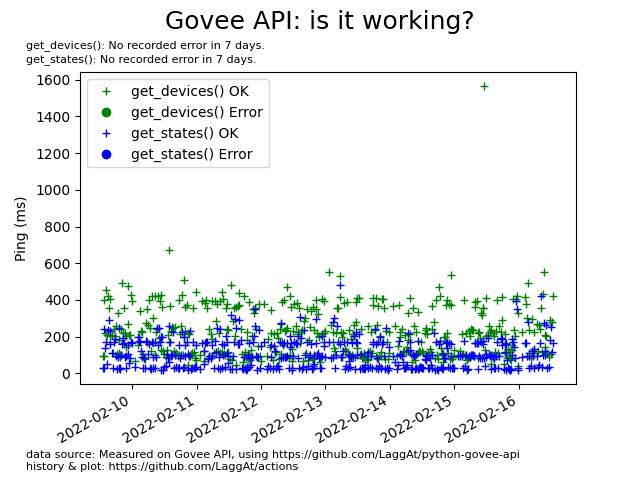 Govee API: is it working?
get_devices(): No recorded error in 7 days.
get_states(): No recorded error in 7 days.
1600
1400
1200
1000
800
600
400
200
0
Ping (ms)
get_devices() OK
get_devices() Error
get_states() OK
get_states() Error
2022-02-10
2022-02-11
2022-02-12
2022-02-13
2022-02-14
2022-02-15
2022-02-16
data source: Measured on Govee API, using https://github.com/LaggAt/python-govee-api
history & plot: https://github.com/LaggAt/actions